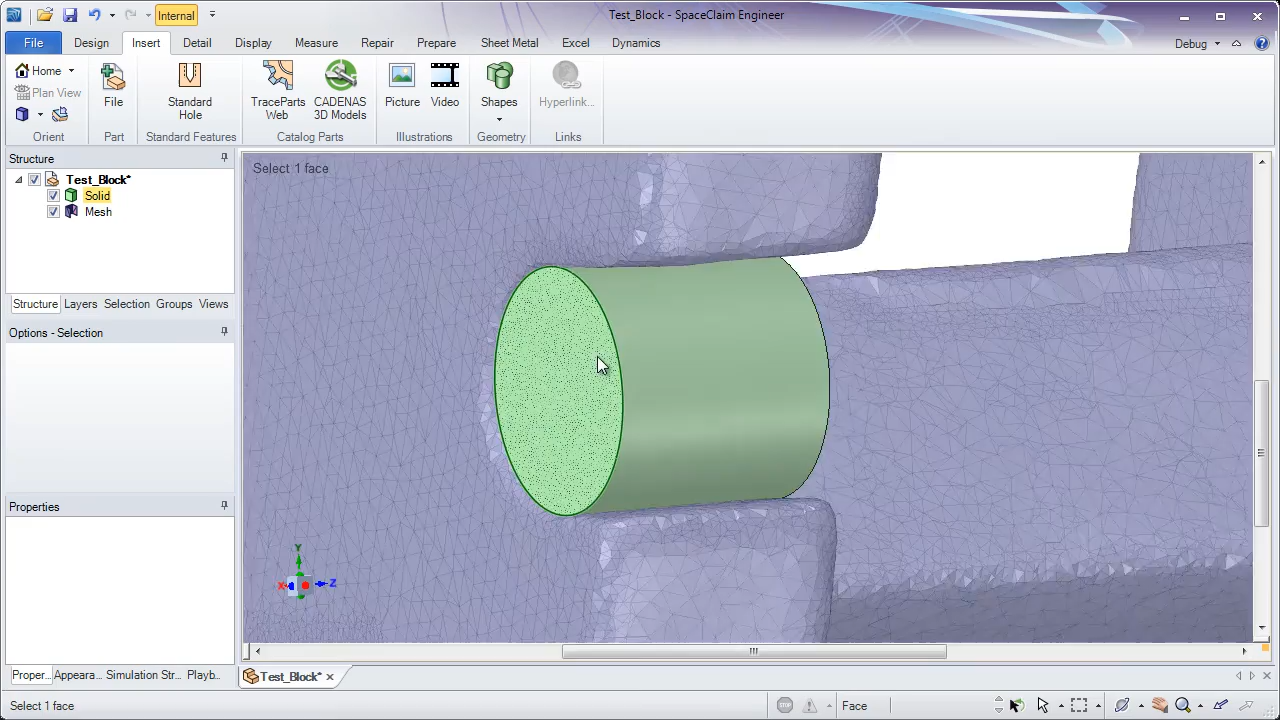 Internal
Test_Block - SpaceClaim Engineer
File Design Insert Detail Display Measure Repair Prepare Sheet Metal Excel Dynamics Debug
Home
Plan View
File
Standard
Hole
TraceParts
Web
CADENAS
3D Models
Picture
Video
Shapes
Hyperlink...
Orient Part Standard Features Catalog Parts Illustrations Geometry Links
Structure
Test_Block*
Solid
Mesh
Structure Layers Selection Groups Views
Options - Selection
Properties
Proper... Appeara... Simulation Str... Playb...
Select 1 face
Y
X
Z
Test_Block*
Select 1 face
Face